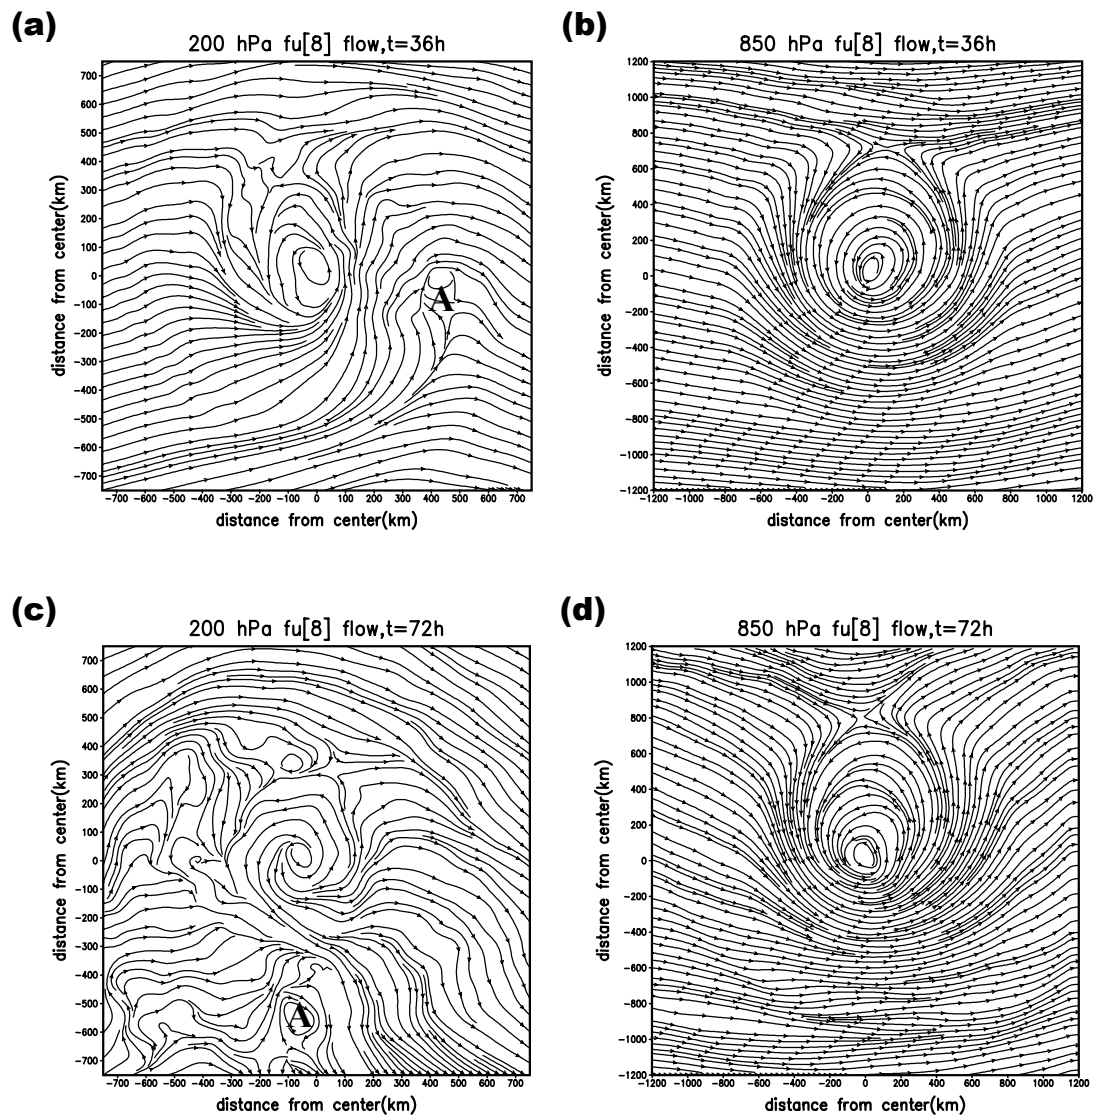 (a)
200 hPa fu[8] flow,t=36h
distance from center(km)
700
600
500
400
300
200
100
0
−100
−200
−300
−400
−500
−600
−700
A
−700 −600 −500 −400 −300 −200 −100 0 100 200 300 400 500 600 700
distance from center(km)
(b)
850 hPa fu[8] flow,t=36h
distance from center(km)
1200
1000
800
600
400
200
0
−200
−400
−600
−800
−1000
−1200
−1200 −1000 −800 −600 −400 −200 0 200 400 600 800 1000 1200
distance from center(km)
(c)
200 hPa fu[8] flow,t=72h
distance from center(km)
700
600
500
400
300
200
100
0
−100
−200
−300
−400
−500
−600
−700
A
−700 −600 −500 −400 −300 −200 −100 0 100 200 300 400 500 600 700
distance from center(km)
(d)
850 hPa fu[8] flow,t=72h
distance from center(km)
1200
1000
800
600
400
200
0
−200
−400
−600
−800
−1000
−1200
−1200 −1000 −800 −600 −400 −200 0 200 400 600 800 1000 1200
distance from center(km)